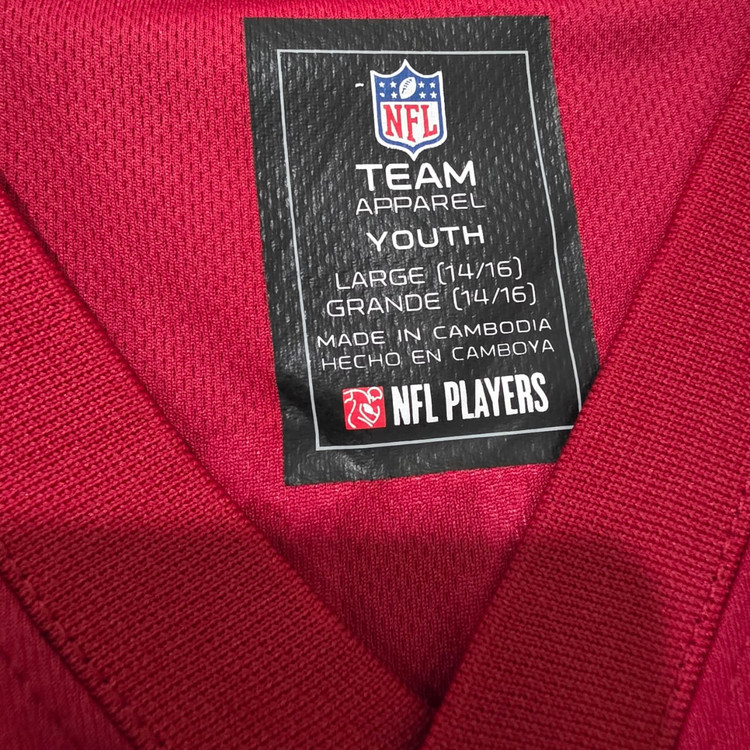 NFL
TEAM
APPAREL
YOUTH
LARGE (14/16)
GRANDE (14/16)
MADE IN CAMBODIA
HECHO EN CAMBOYA
NFL PLAYERS